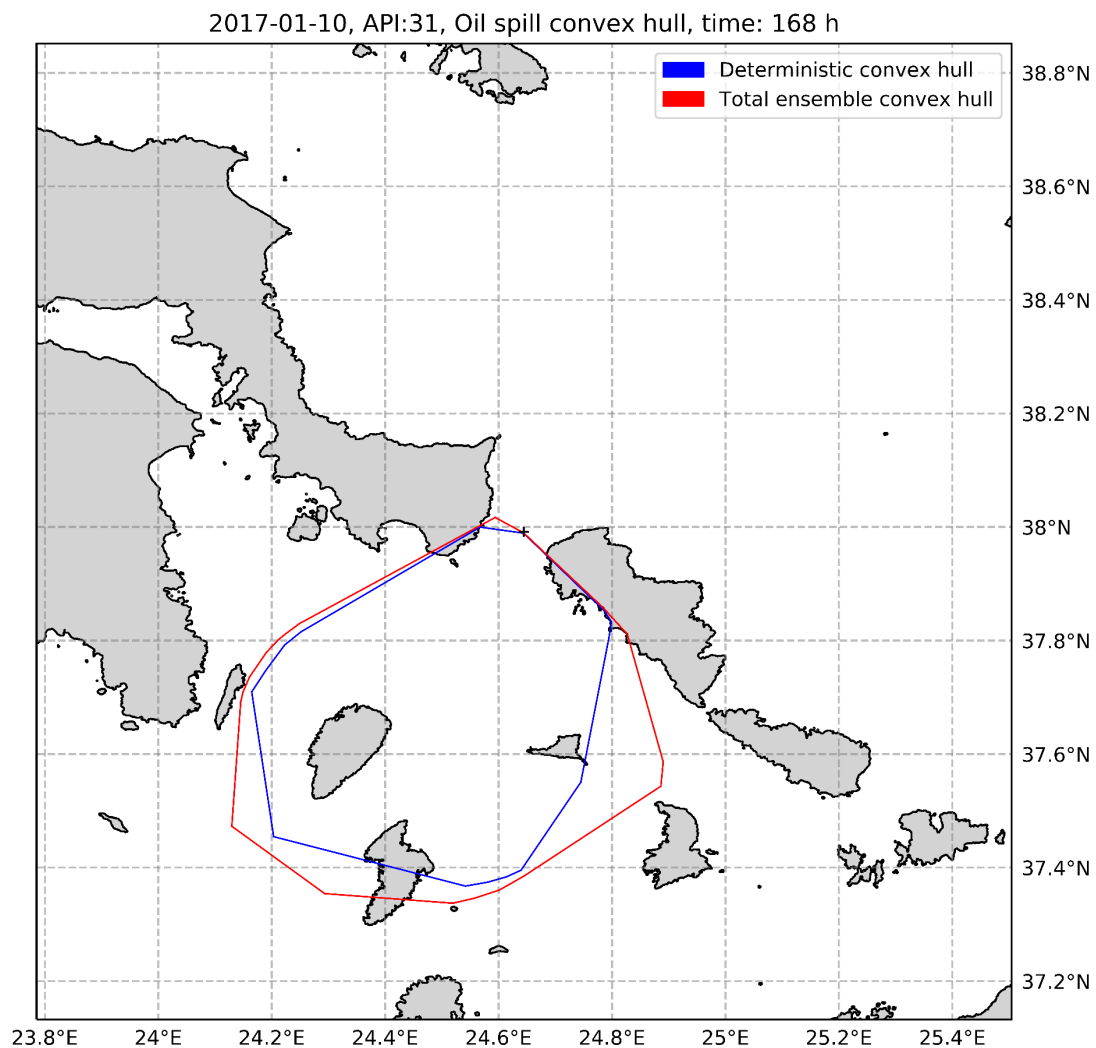 2017-01-10, API:31, Oil spill convex hull, time: 168 h
Deterministic convex hull
Total ensemble convex hull
38.8°N
38.6°N
38.4°N
38.2°N
38°N
37.8°N
37.6°N
37.4°N
37.2°N
23.8°E 24°E 24.2°E 24.4°E 24.6°E 24.8°E 25°E 25.2°E 25.4°E